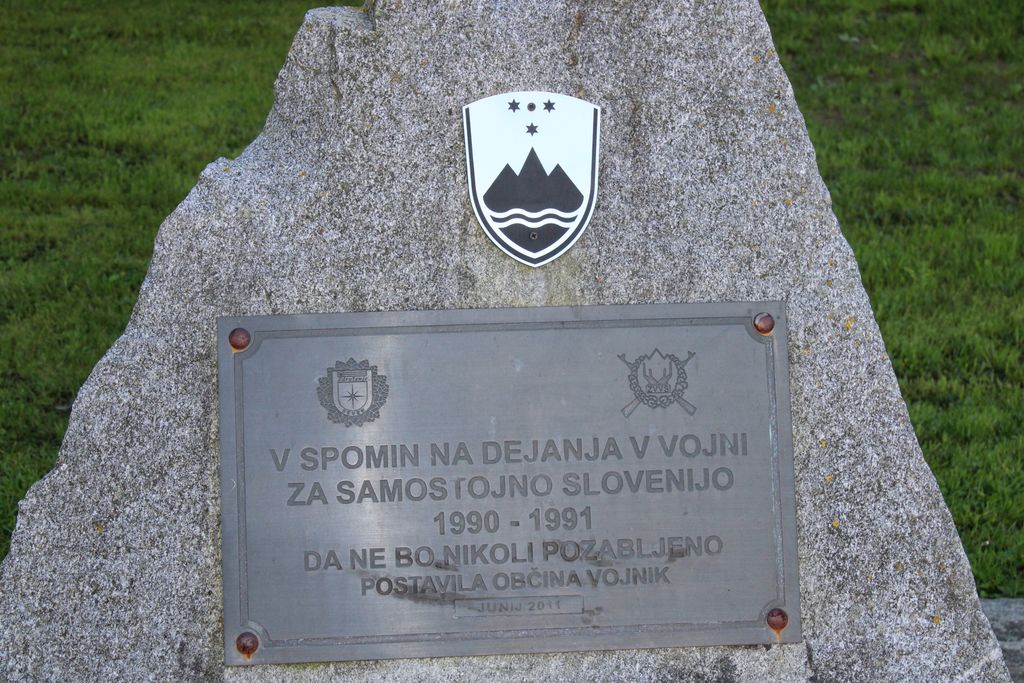 V SPOMIN NA DEJANJA V VOJNI
ZA SAMOSTOJNO SLOVENIJO
1990 - 1991
DA NE BO NIKOLI POZABLJENO
POSTAVILA OBČINA VOJNIK
JUNIJ 2011